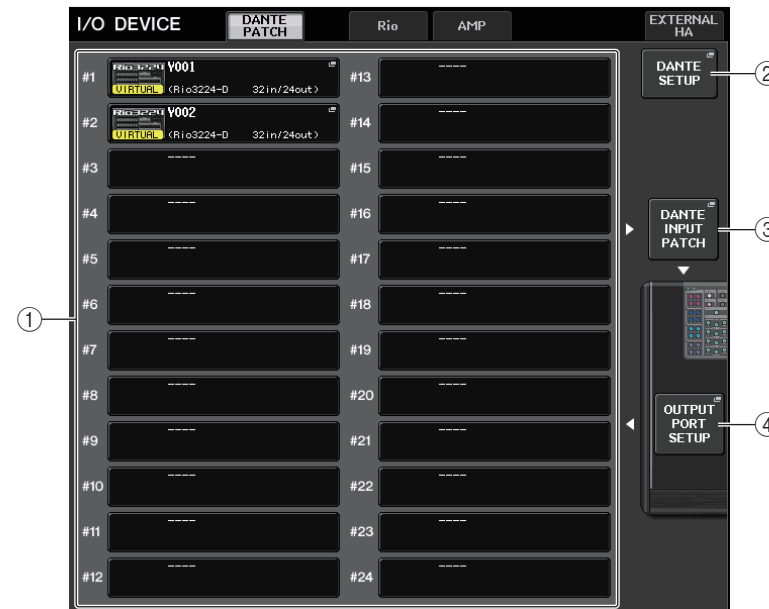 I/O DEVICE
DANTE
PATCH
Rio
AMP
EXTERNAL
HA
#1
Rio3224
VIRTUAL
Y001
(Rio3224-D 32in/24out)
#2
Rio3224
VIRTUAL
Y002
(Rio3224-D 32in/24out)
#3 ----
#4 ----
#5 ----
#6 ----
#7 ----
#8 ----
#9 ----
#10 ----
#11 ----
#12 ----
#13 ----
#14 ----
#15 ----
#16 ----
#17 ----
#18 ----
#19 ----
#20 ----
#21 ----
#22 ----
#23 ----
#24 ----
DANTE
SETUP
DANTE
INPUT
PATCH
OUTPUT
PORT
SETUP
①
②
③
④